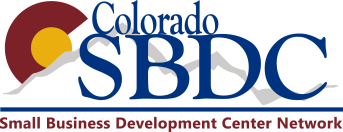 Colorado
SBDC
Small Business Development Center Network